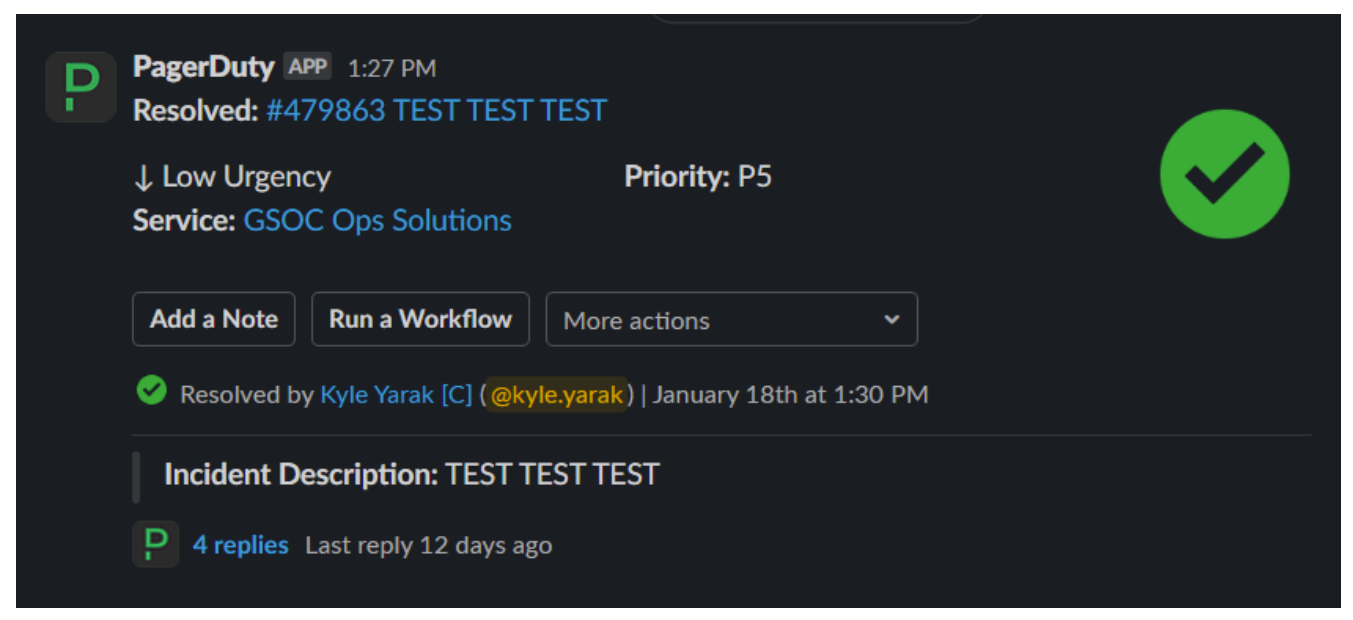 PagerDuty APP 1:27 PM
Resolved: #479863 TEST TEST TEST
↓ Low Urgency Priority: P5
Service: GSOC Ops Solutions
Add a Note Run a Workflow More actions
Resolved by Kyle Yarak [C] (@kyle.yarak) | January 18th at 1:30 PM
Incident Description: TEST TEST TEST
4 replies Last reply 12 days ago